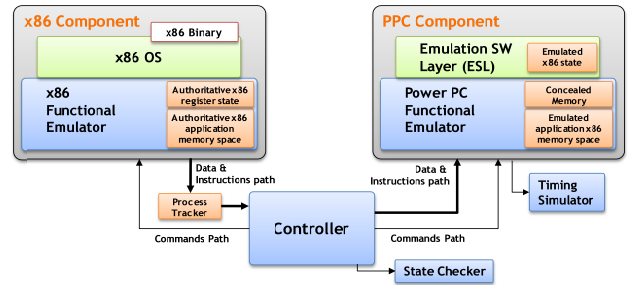 x86 Component
x86 Binary
x86 OS
x86
Functional
Emulator
Authoritative x86
register state
Authoritative x86
application
memory space
PPC Component
Emulation SW
Layer (ESL)
Emulated
x86 state
Power PC
Functional
Emulator
Concealed
Memory
Emulated
application x86
memory space
Data &
Instructions path
Process
Tracker
Commands Path
Controller
Data &
Instructions path
Commands Path
Timing
Simulator
State Checker